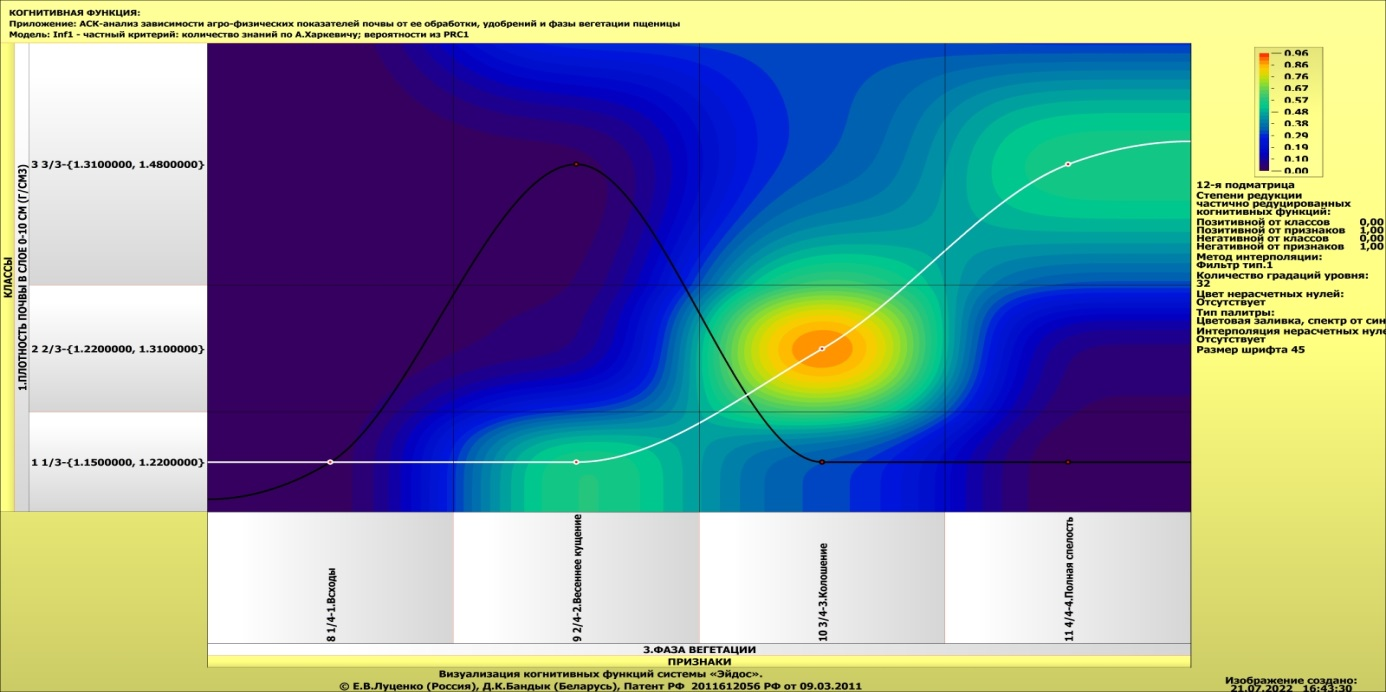 КОГНИТИВНАЯ ФУНКЦИЯ:
Приложение: АСК-анализ зависимости агро-физических показателей почвы от ее обработки, удобрений и фазы вегетации пщеницы
Модель: Inf1 - частный критерий: количество знаний по А.Харкевичу; вероятности из PRC1
КЛАССЫ
1.ПЛОТНОСТЬ ПОЧВЫ В СЛОЕ 0-10 СМ (Г/СМ3)
3 3/3-{1.3100000, 1.4800000}
2 2/3-{1.2200000, 1.3100000}
1 1/3-{1.1500000, 1.2200000}
0.96
0.86
0.76
0.67
0.57
0.48
0.38
0.29
0.19
0.10
0.00
12-я подматрица
Степени редукции
частично редуцированных
когнитивных функций:
Позитивной от классов 0,00
Позитивной от признаков 1,00
Негативной от классов 0,00
Негативной от признаков 1,00
Метод интерполяции:
Фильтр тип.1
Количество градаций уровня:
32
Цвет нерасчетных нулей:
Отсутствует
Тип палитры:
Цветовая заливка, спектр от син
Интерполяция нерасчетных нуле
Отсутствует
Размер шрифта 45
8 1/4-1.Всходы
9 2/4-2.Весеннее кущение
10 3/4-3.Колошение
11 4/4-4.Полная спелость
3.ФАЗА ВЕГЕТАЦИИ
ПРИЗНАКИ
Визуализация когнитивных функций системы «Эйдос».
© Е.В.Луценко (Россия), Д.К.Бандык (Беларусь), Патент РФ 2011612056 РФ от 09.03.2011
Изображение создано:
21.07.2022 16:43:30